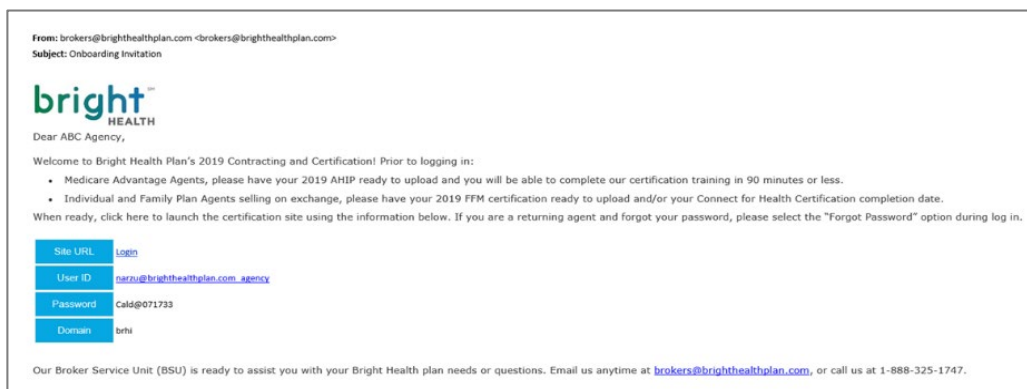 From: brokers@brighthealthplan.com <brokers@brighthealthplan.com>
Subject: Onboarding Invitation
bright SM
HEALTH
Dear ABC Agency,
Welcome to Bright Health Plan's 2019 Contracting and Certification! Prior to logging in:
• Medicare Advantage Agents, please have your 2019 AHIP ready to upload and you will be able to complete our certification training in 90 minutes or less.
• Individual and Family Plan Agents selling on exchange, please have your 2019 FFM certification ready to upload and/or your Connect for Health Certification completion date.
When ready, click here to launch the certification site using the information below. If you are a returning agent and forgot your password, please select the "Forgot Password" option during log in.
Site URL Login
User ID narzu@brighthealthplan.com_agency
Password Cald@071733
Domain brhi
Our Broker Service Unit (BSU) is ready to assist you with your Bright Health plan needs or questions. Email us anytime at brokers@brighthealthplan.com, or call us at 1-888-325-1747.